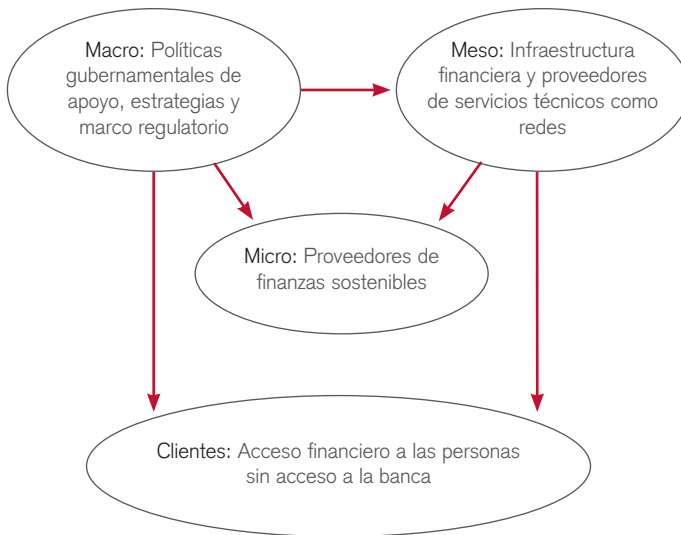 Macro: Políticas
gubernamentales de
apoyo, estrategias y
marco regulatorio
Meso: Infraestructura
financiera y proveedores
de servicios técnicos como
redes
Micro: Proveedores de
finanzas sostenibles
Clientes: Acceso financiero a las personas
sin acceso a la banca